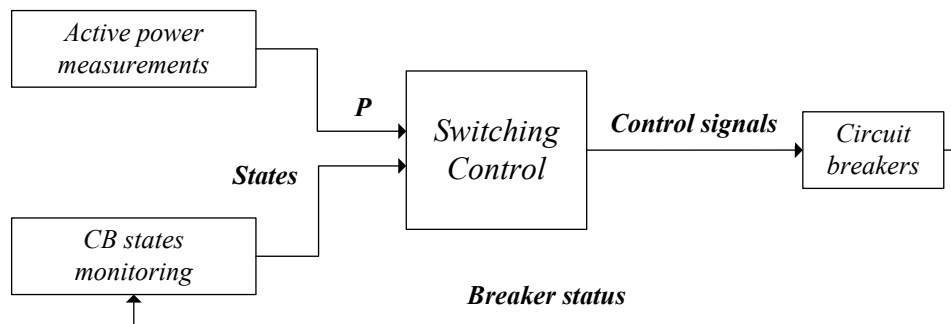 Active power
measurements
P
Switching
Control
Control signals
Circuit
breakers
States
CB states
monitoring
Breaker status